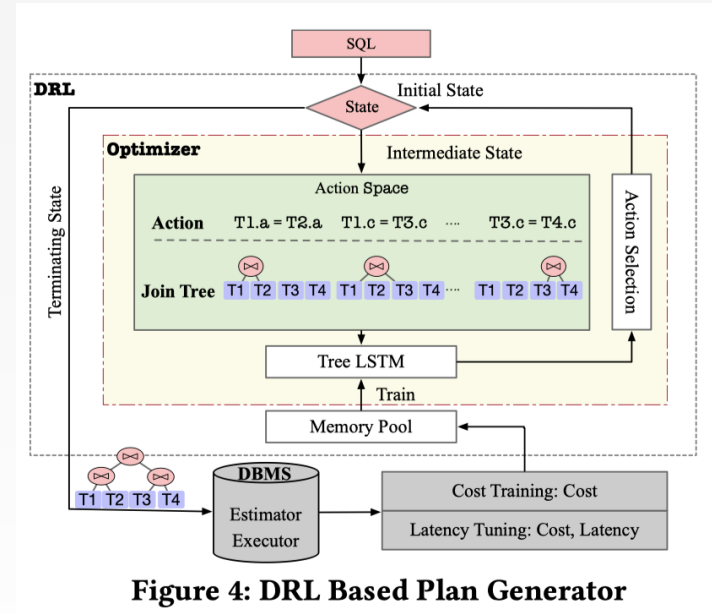 SQL
DRL
Initial State
State
Optimizer
Intermediate State
Terminating State
Action Space
Action T1.a = T2.a T1.c = T3.c .... T3.c = T4.c
Join Tree T1 T2 T3 T4 T1 T2 T3 T4 .... T1 T2 T3 T4
Action Selection
Tree LSTM
Train
Memory Pool
T1 T2 T3 T4
DBMS
Estimator
Executor
Cost Training: Cost
Latency Tuning: Cost, Latency
Figure 4: DRL Based Plan Generator